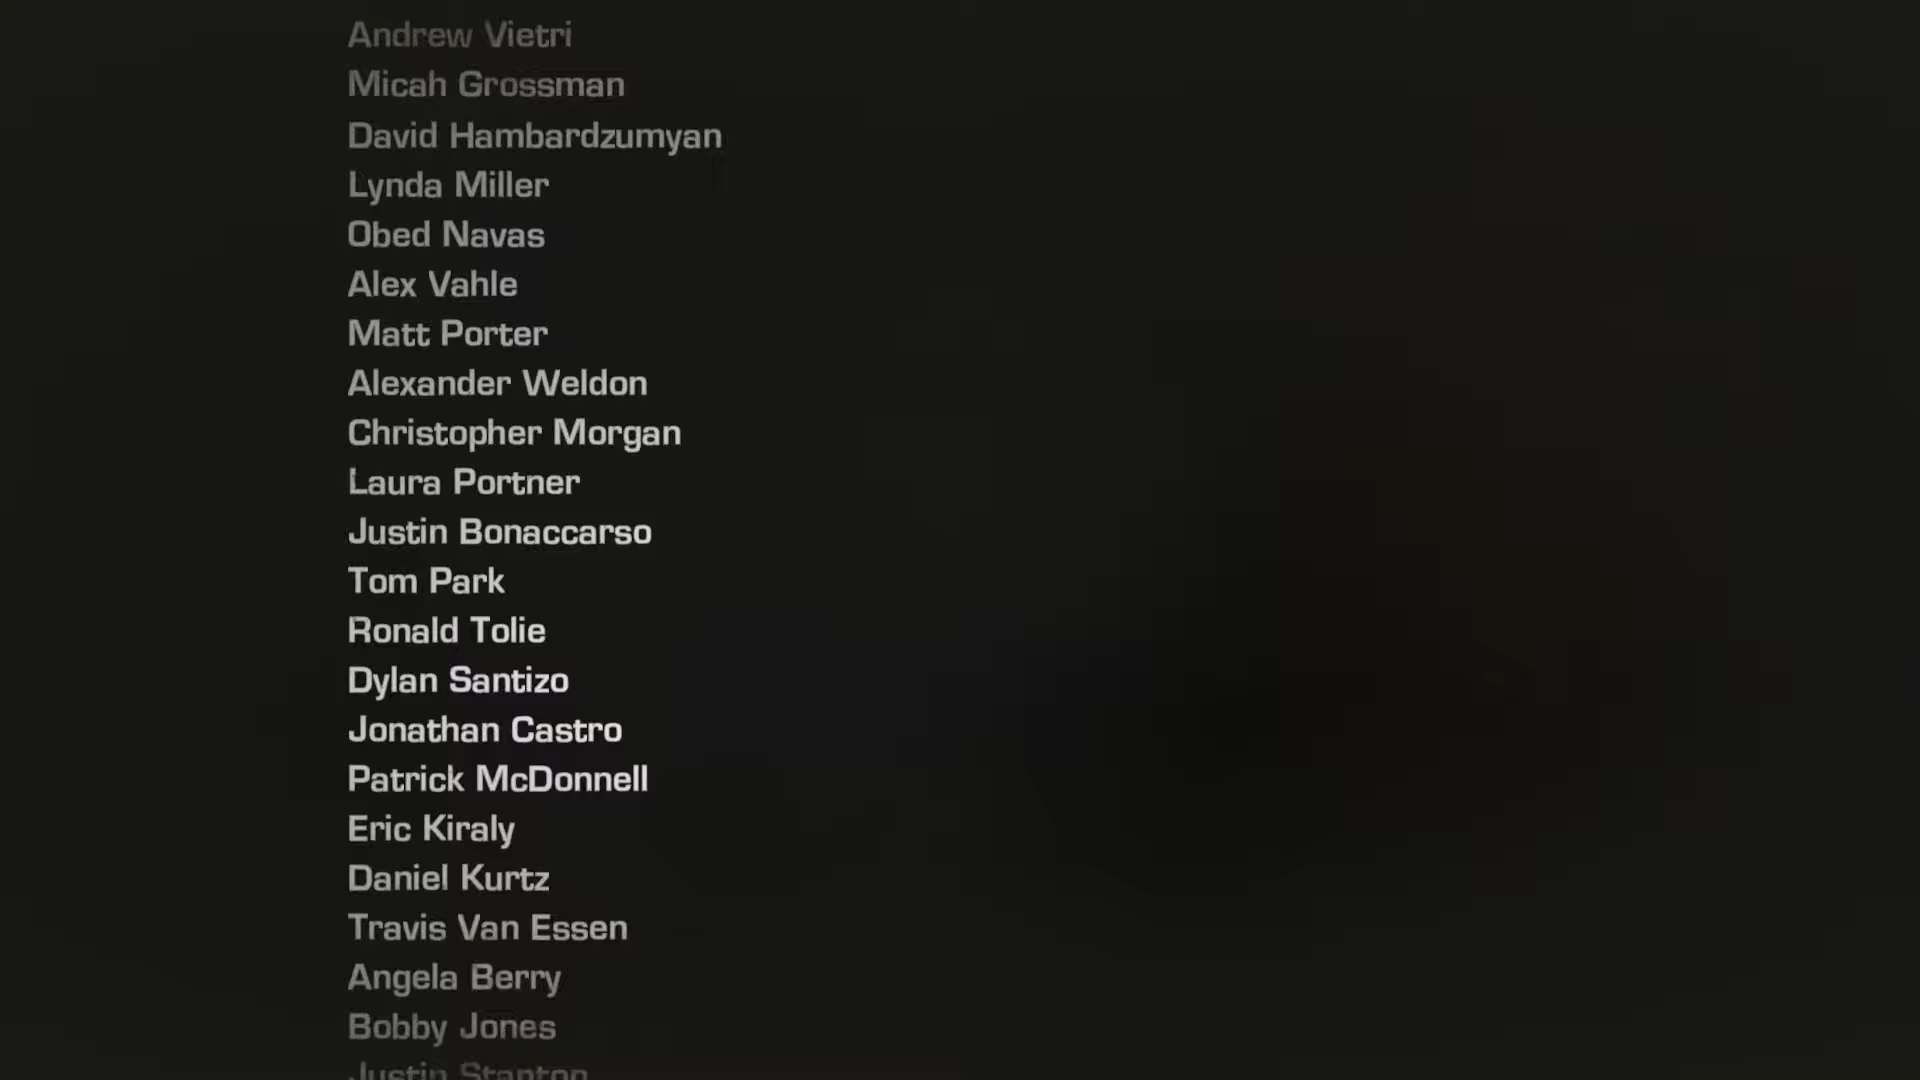 Andrew Vietri
Micah Grossman
David Hambardzumyan
Lynda Miller
Obed Navas
Alex Vahle
Matt Porter
Alexander Weldon
Christopher Morgan
Laura Portner
Justin Bonaccarso
Tom Park
Ronald Tolie
Dylan Santizo
Jonathan Castro
Patrick McDonnell
Eric Kiraly
Daniel Kurtz
Travis Van Essen
Angela Berry
Bobby Jones
Justin Stanton